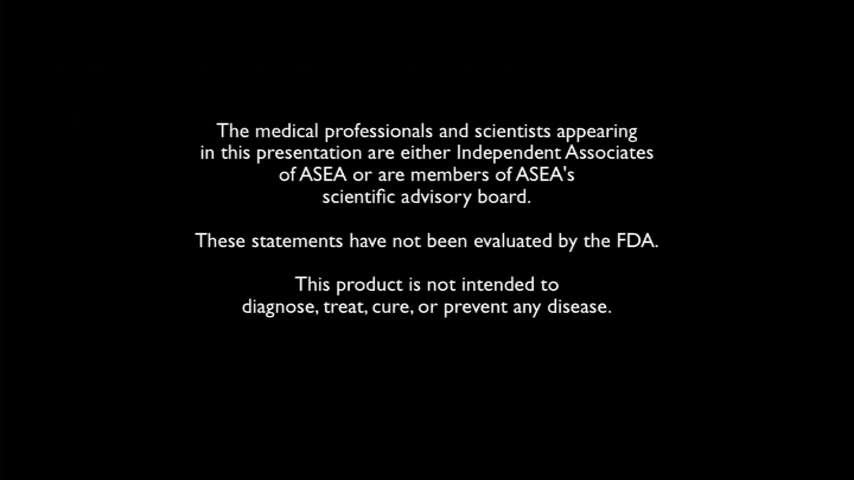 The medical professionals and scientists appearing
in this presentation are either Independent Associates
of ASEA or are members of ASEA's
scientific advisory board.
These statements have not been evaluated by the FDA.
This product is not intended to
diagnose, treat, cure, or prevent any disease.